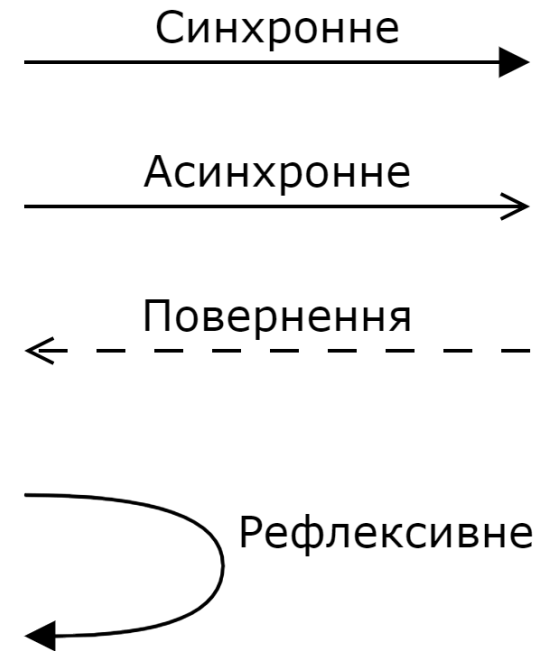 Синхронне
Асинхронне
Повернення
Рефлексивне